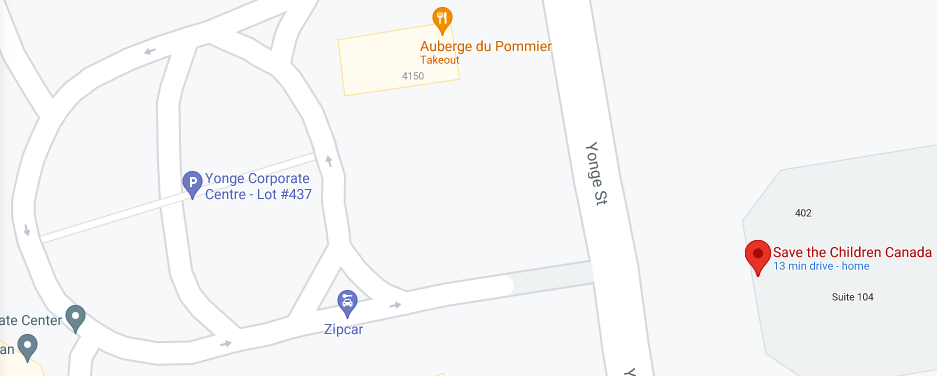 Auberge du Pommier
Takeout
4150
Yonge St
P
Yonge Corporate
Centre - Lot #437
402
Save the Children Canada
13 min drive - home
Suite 104
Zipcar
ate Center
an
Y